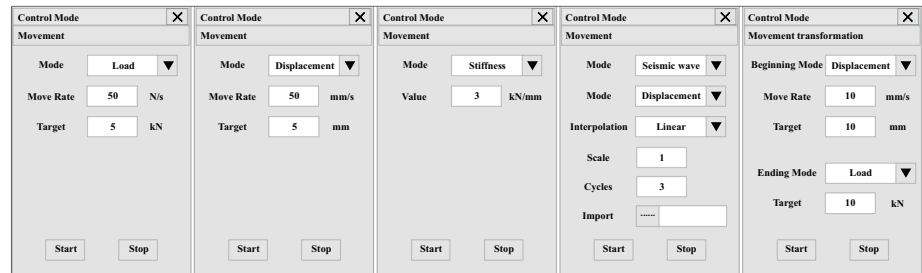 Control Mode
Movement
Mode Load
Move Rate 50 N/s
Target 5 kN
Start Stop
Control Mode
Movement
Mode Displacement
Move Rate 50 mm/s
Target 5 mm
Start Stop
Control Mode
Movement
Mode Stiffness
Value 3 kN/mm
Start Stop
Control Mode
Movement
Mode Seismic wave
Mode Displacement
Interpolation Linear
Scale 1
Cycles 3
Import ......
Start Stop
Control Mode
Movement transformation
Beginning Mode Displacement
Move Rate 10 mm/s
Target 10 mm
Ending Mode Load
Target 10 kN
Start Stop